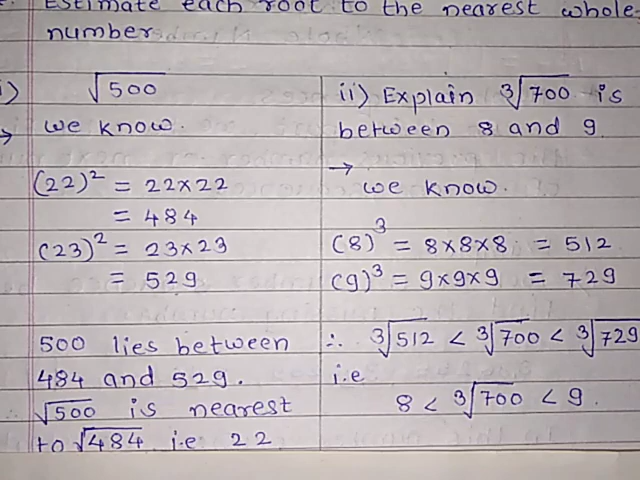 Estimate each root to the nearest whole
number
i) √500
→ we know.
(22)² = 22×22
= 484
(23)² = 23×23
= 529
500 lies between
484 and 529.
∴ √500 is nearest
to √484 i.e 22
ii) Explain ∛700 is
between 8 and 9.
→ we know.
(8)³ = 8×8×8 = 512
(9)³ = 9×9×9 = 729
∴ ∛512 < ∛700 < ∛729
i.e
8 < ∛700 < 9.